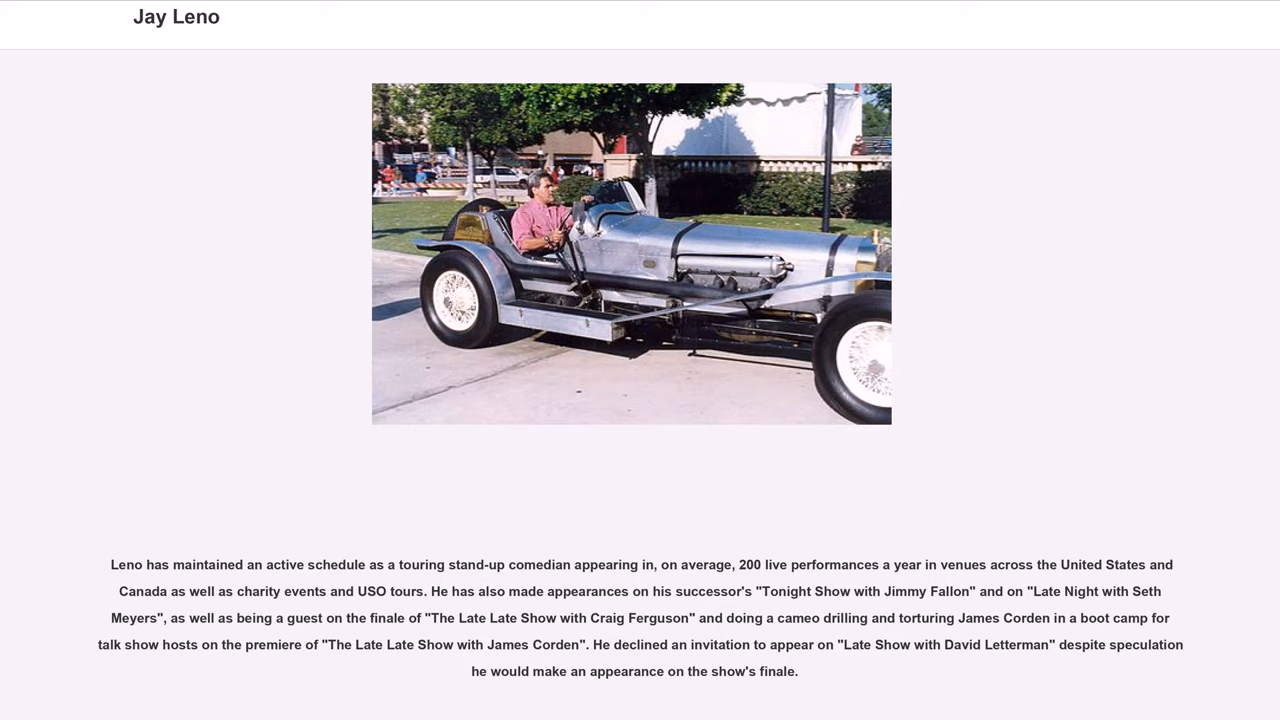 Jay Leno
Leno has maintained an active schedule as a touring stand-up comedian appearing in, on average, 200 live performances a year in venues across the United States and
Canada as well as charity events and USO tours. He has also made appearances on his successor's "Tonight Show with Jimmy Fallon" and on "Late Night with Seth
Meyers", as well as being a guest on the finale of "The Late Late Show with Craig Ferguson" and doing a cameo drilling and torturing James Corden in a boot camp for
talk show hosts on the premiere of "The Late Late Show with James Corden". He declined an invitation to appear on "Late Show with David Letterman" despite speculation
he would make an appearance on the show's finale.